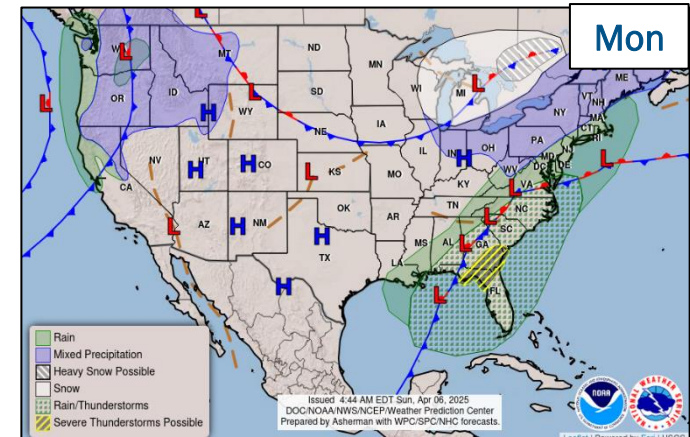 Mon
L
W
L
MT
ND
MN
ME
OR
ID
H
L
WY
SD
WI
MI
L
VT
NH
NY
MA
CT
RI
NE
IA
PA
NJ
NV
H
UT
H
CO
L
KS
IL
IN
H
OH
MD
DE
DC
L
WV
VA
L
CA
MO
KY
L
AZ
H
NM
OK
AR
TN
NC
L
H
TX
MS
AL
L
GA
SC
LA
H
L
FL
Rain
Mixed Precipitation
Heavy Snow Possible
Snow
Rain/Thunderstorms
Severe Thunderstorms Possible
Issued 4:44 AM EDT Sun, Apr 06, 2025
DOC/NOAA/NWS/NCEP/Weather Prediction Center
Prepared by Asherman with WPC/SPC/NHC forecasts.
NOAA
NATIONAL WEATHER SERVICE